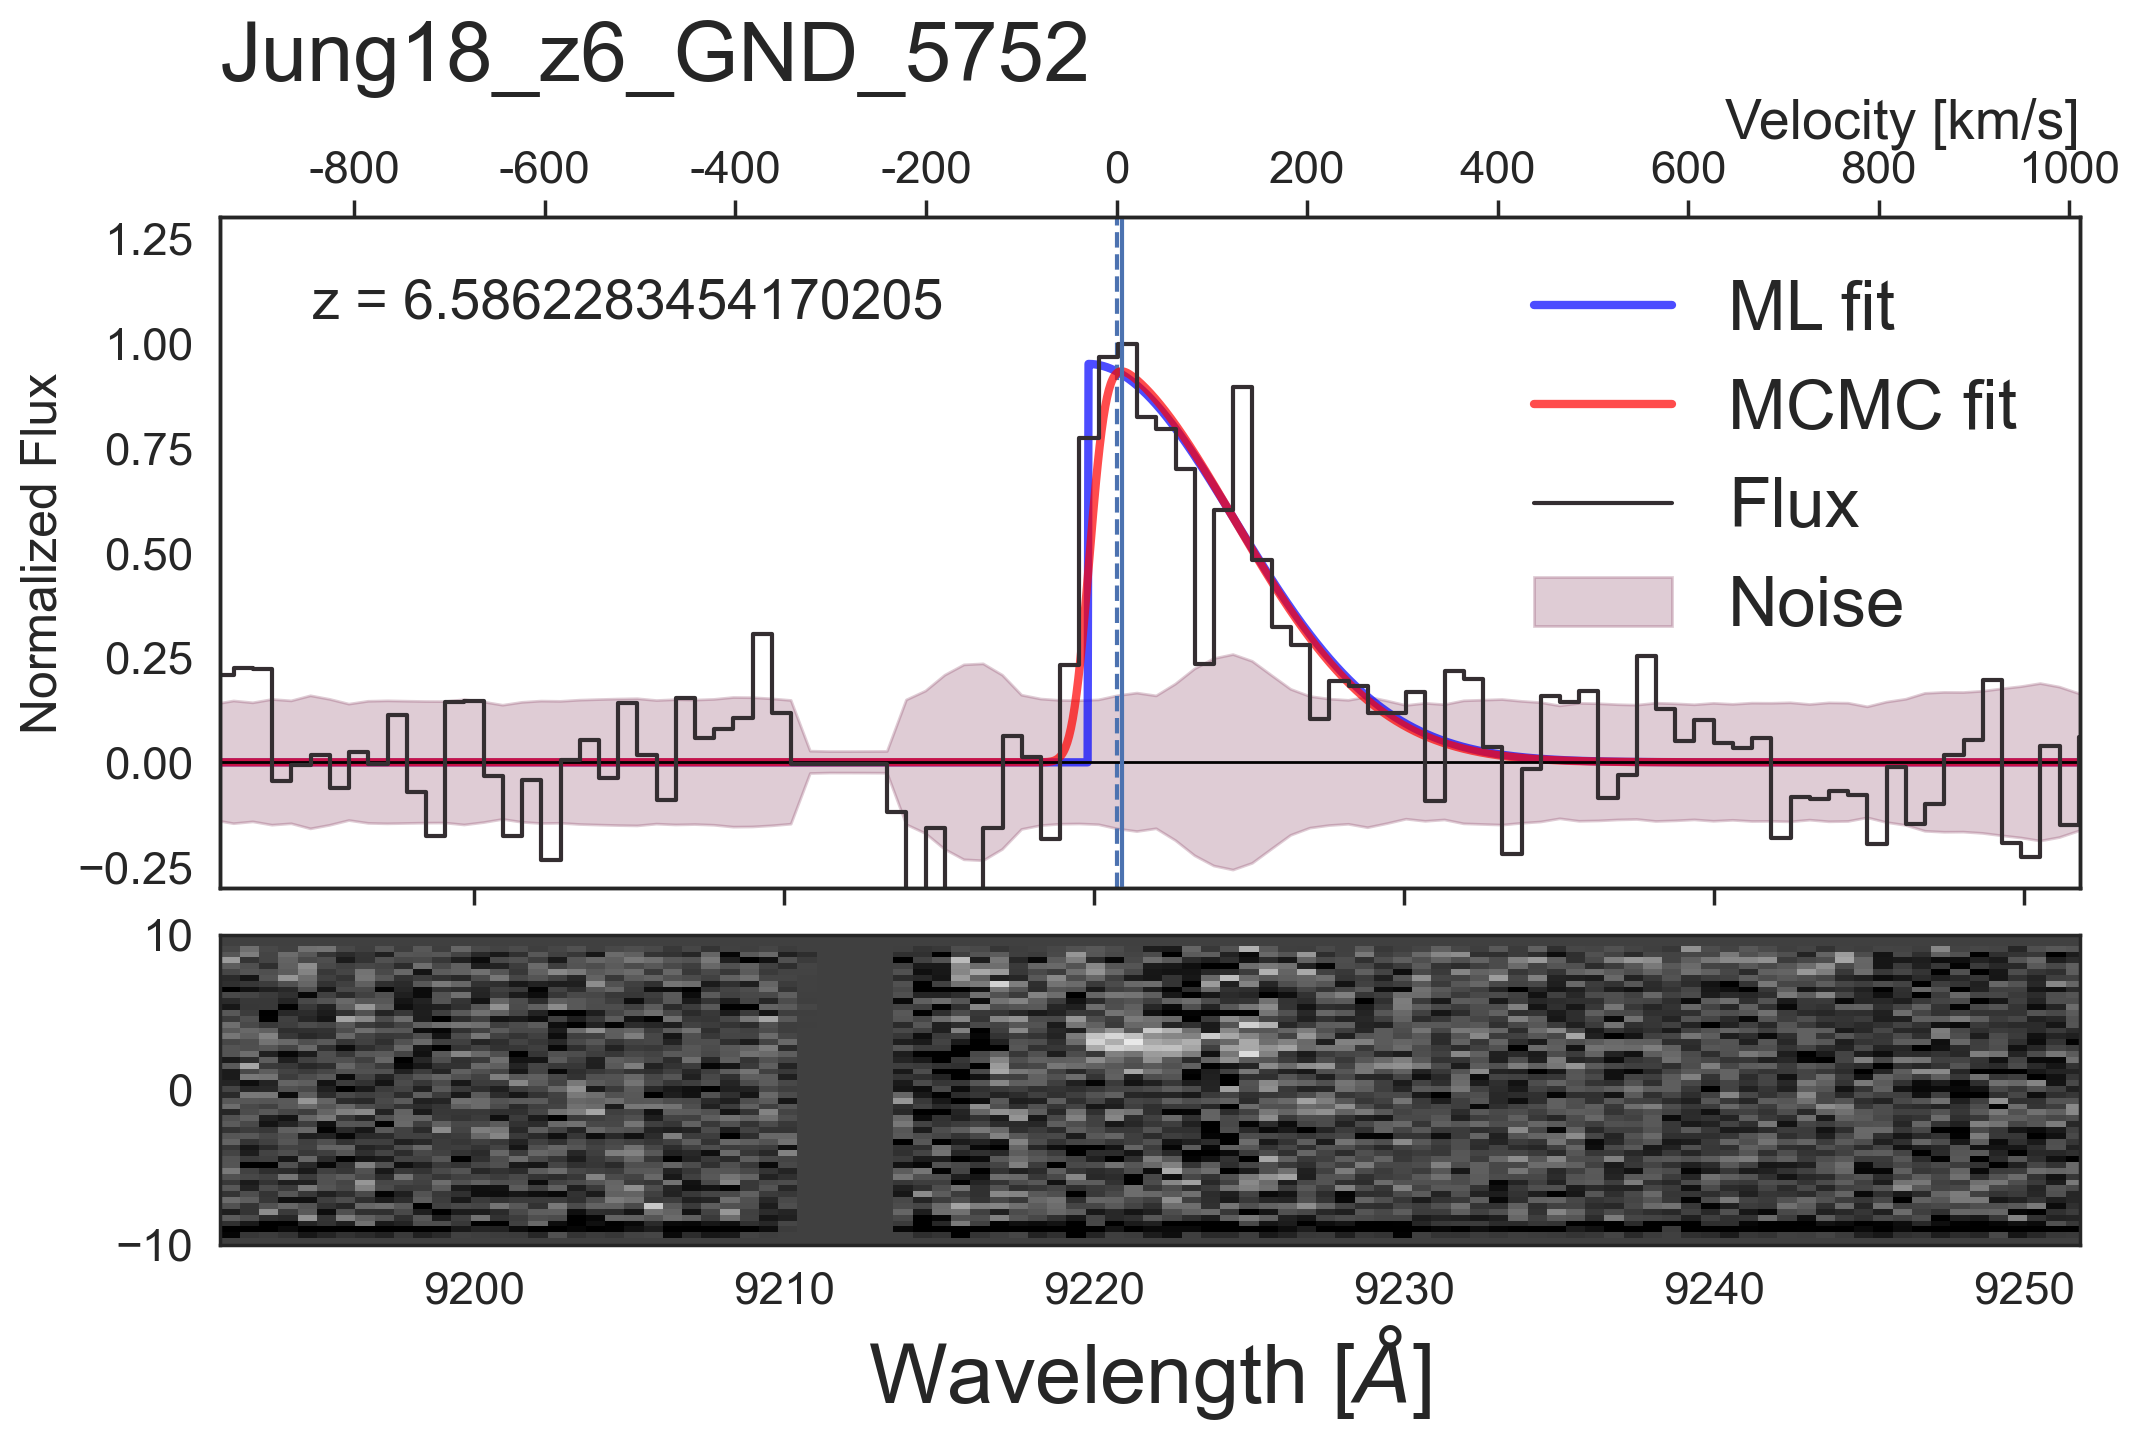 Jung18_z6_GND_5752
Velocity [km/s]
-800 -600 -400 -200 0 200 400 600 800 1000
1.25
1.00
0.75
0.50
0.25
0.00
−0.25
Normalized Flux
z = 6.5862283454170205
ML fit
MCMC fit
Flux
Noise
10
0
−10
9200 9210 9220 9230 9240 9250
Wavelength [Å]